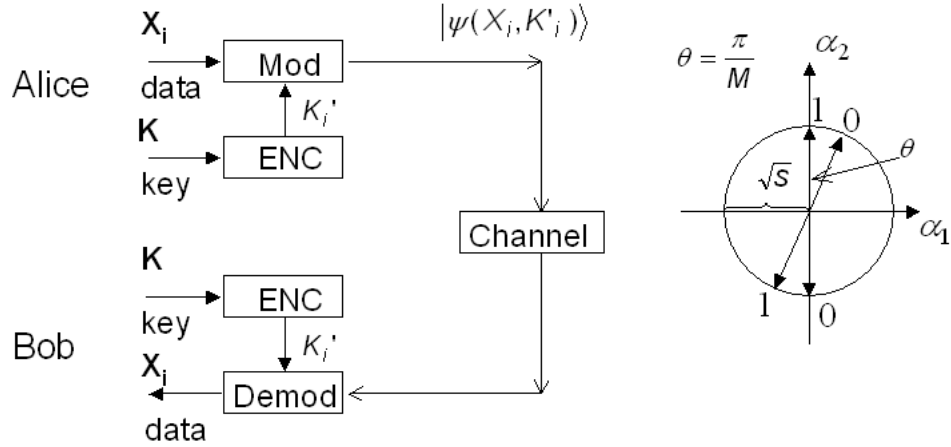 Alice
X_i
data
Mod
K_i'
K
key
ENC
|ψ(X_i, K'_i)⟩
Channel
Bob
K
key
ENC
K_i'
X_i
data
Demod
θ = π/M
α_2
1
0
θ
√S
α_1
1
0